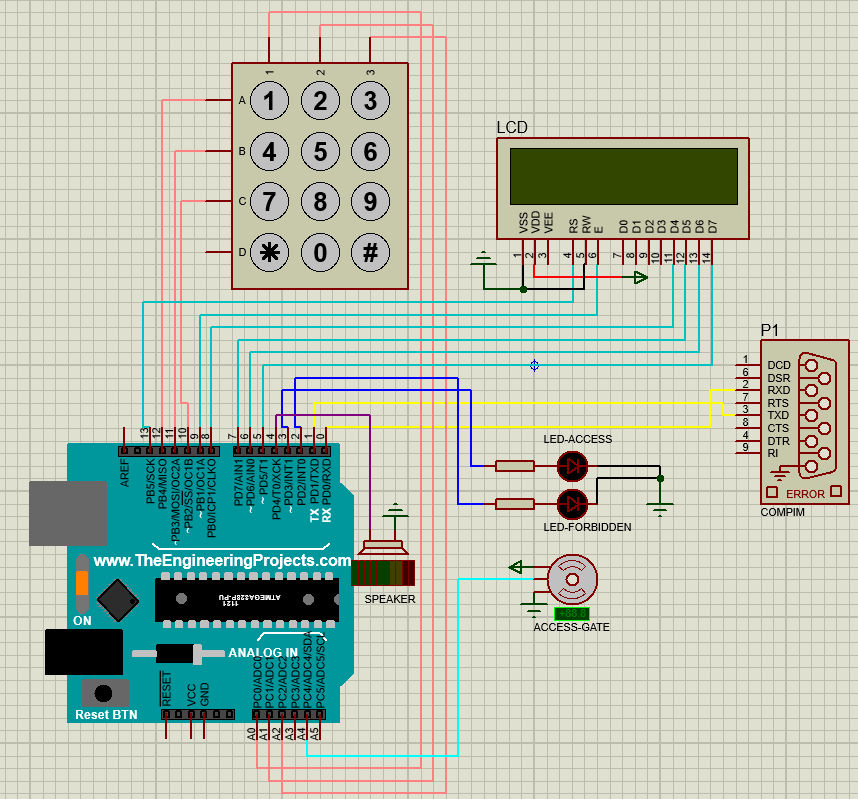 1 2 3
A 1 2 3
B 4 5 6
C 7 8 9
D * 0 #
LCD
VSS VDD VEE RS RW E D0 D1 D2 D3 D4 D5 D6 D7
1 2 3 4 5 6 7 8 9 10 11 12 13 14
P1
1 DCD
6 DSR
2 RXD
7 RTS
3 TXD
8 CTS
4 DTR
9 RI
ERROR
COMPIM
13 12 11 10 9 8 7 6 5 4 3 2 1 0
AREF
PB5/SCK
PB4/MISO
~PB3/MOSI/OC2A
~PB2/SS/OC1B
~PB1/OC1A
PB0/ICP1/CLKO
PD7/AIN1
~PD6/AIN0
~PD5/T1
PD4/T0/XCK
~PD3/INT1
PD2/INT0
TX PD1/TXD
RX PD0/RXD
LED-ACCESS
LED-FORBIDDEN
www.TheEngineeringProjects.com
SPEAKER
+88.8
ACCESS-GATE
ATMEGA328P-PU
1121
ON
ANALOG IN
RESET
VCC
GND
PC0/ADC0
PC1/ADC1
PC2/ADC2
PC3/ADC3
PC4/ADC4/SDA
PC5/ADC5/SCL
Reset BTN
A0 A1 A2 A3 A4 A5